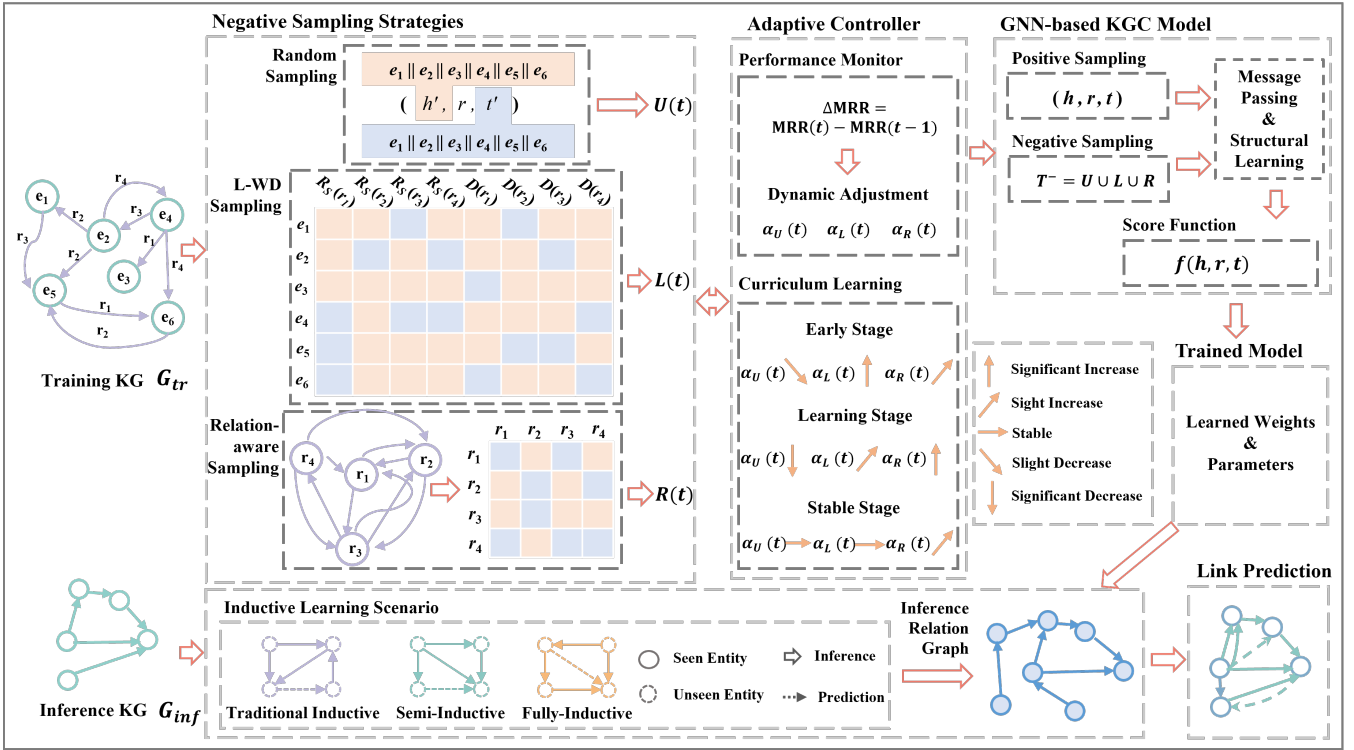 Negative Sampling Strategies
Random
Sampling
e1 || e2 || e3 || e4 || e5 || e6
( h′, r, t′ )
e1 || e2 || e3 || e4 || e5 || e6
U(t)
L-WD
Sampling
RS(r1) RS(r2) RS(r3) RS(r4) D(r1) D(r2) D(r3) D(r4)
e1
e2
e3
e4
e5
e6
L(t)
Relation-
aware
Sampling
r4
r1
r2
r3
r1 r2 r3 r4
r1
r2
r3
r4
R(t)
e1
r4
e4
r2
r3
e2
r3
r1
r2
e3
r4
e5
r1
e6
r2
Training KG Gtr
Adaptive Controller
Performance Monitor
ΔMRR =
MRR(t) − MRR(t − 1)
Dynamic Adjustment
αU (t) αL (t) αR (t)
Curriculum Learning
Early Stage
αU (t) αL (t) αR (t)
Learning Stage
αU (t) αL (t) αR (t)
Stable Stage
αU (t) αL (t) αR (t)
GNN-based KGC Model
Positive Sampling
(h, r, t)
Negative Sampling
T− = U ∪ L ∪ R
Message
Passing
&
Structural
Learning
Score Function
f(h, r, t)
Significant Increase
Sight Increase
Stable
Slight Decrease
Significant Decrease
Trained Model
Learned Weights
&
Parameters
Inference KG Ginf
Inductive Learning Scenario
Traditional Inductive
Semi-Inductive
Fully-Inductive
Seen Entity
Inference
Unseen Entity
Prediction
Inference
Relation
Graph
Link Prediction